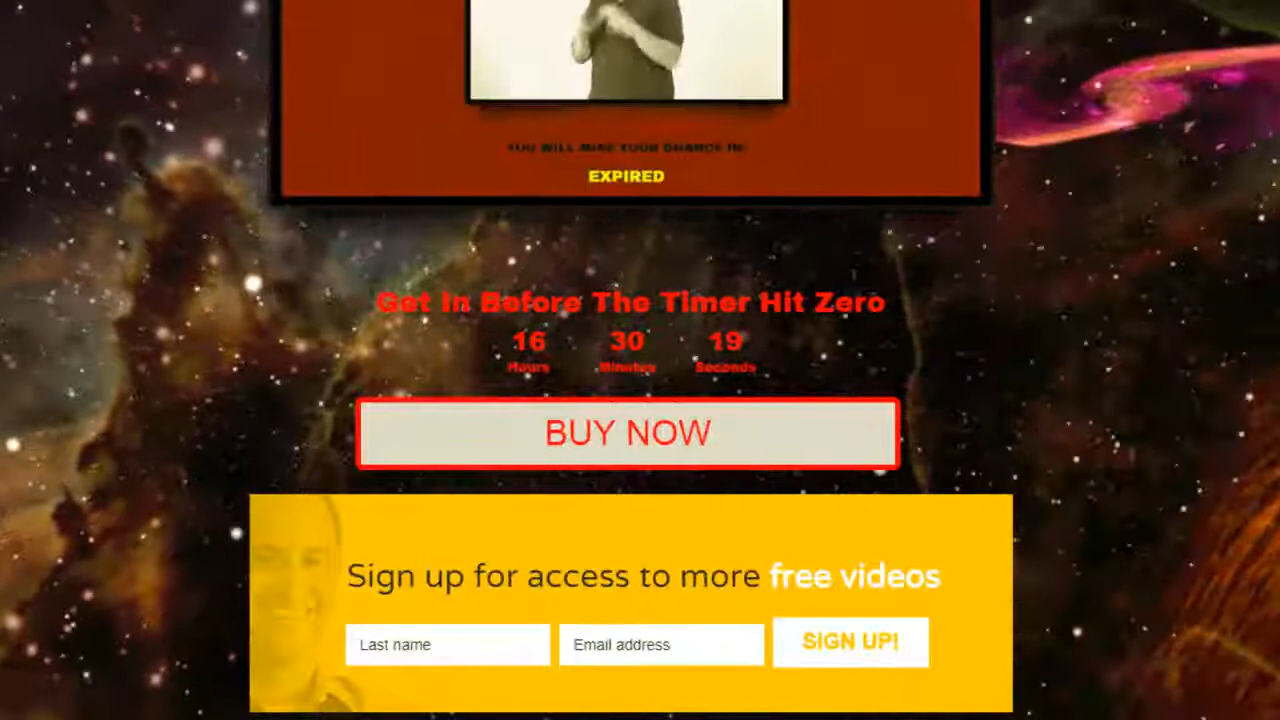 YOU WILL MISS YOUR CHANCE IN:
EXPIRED
Get In Before The Timer Hit Zero
16 30 19
Hours Minutes Seconds
BUY NOW
Sign up for access to more free videos
Last name Email address SIGN UP!